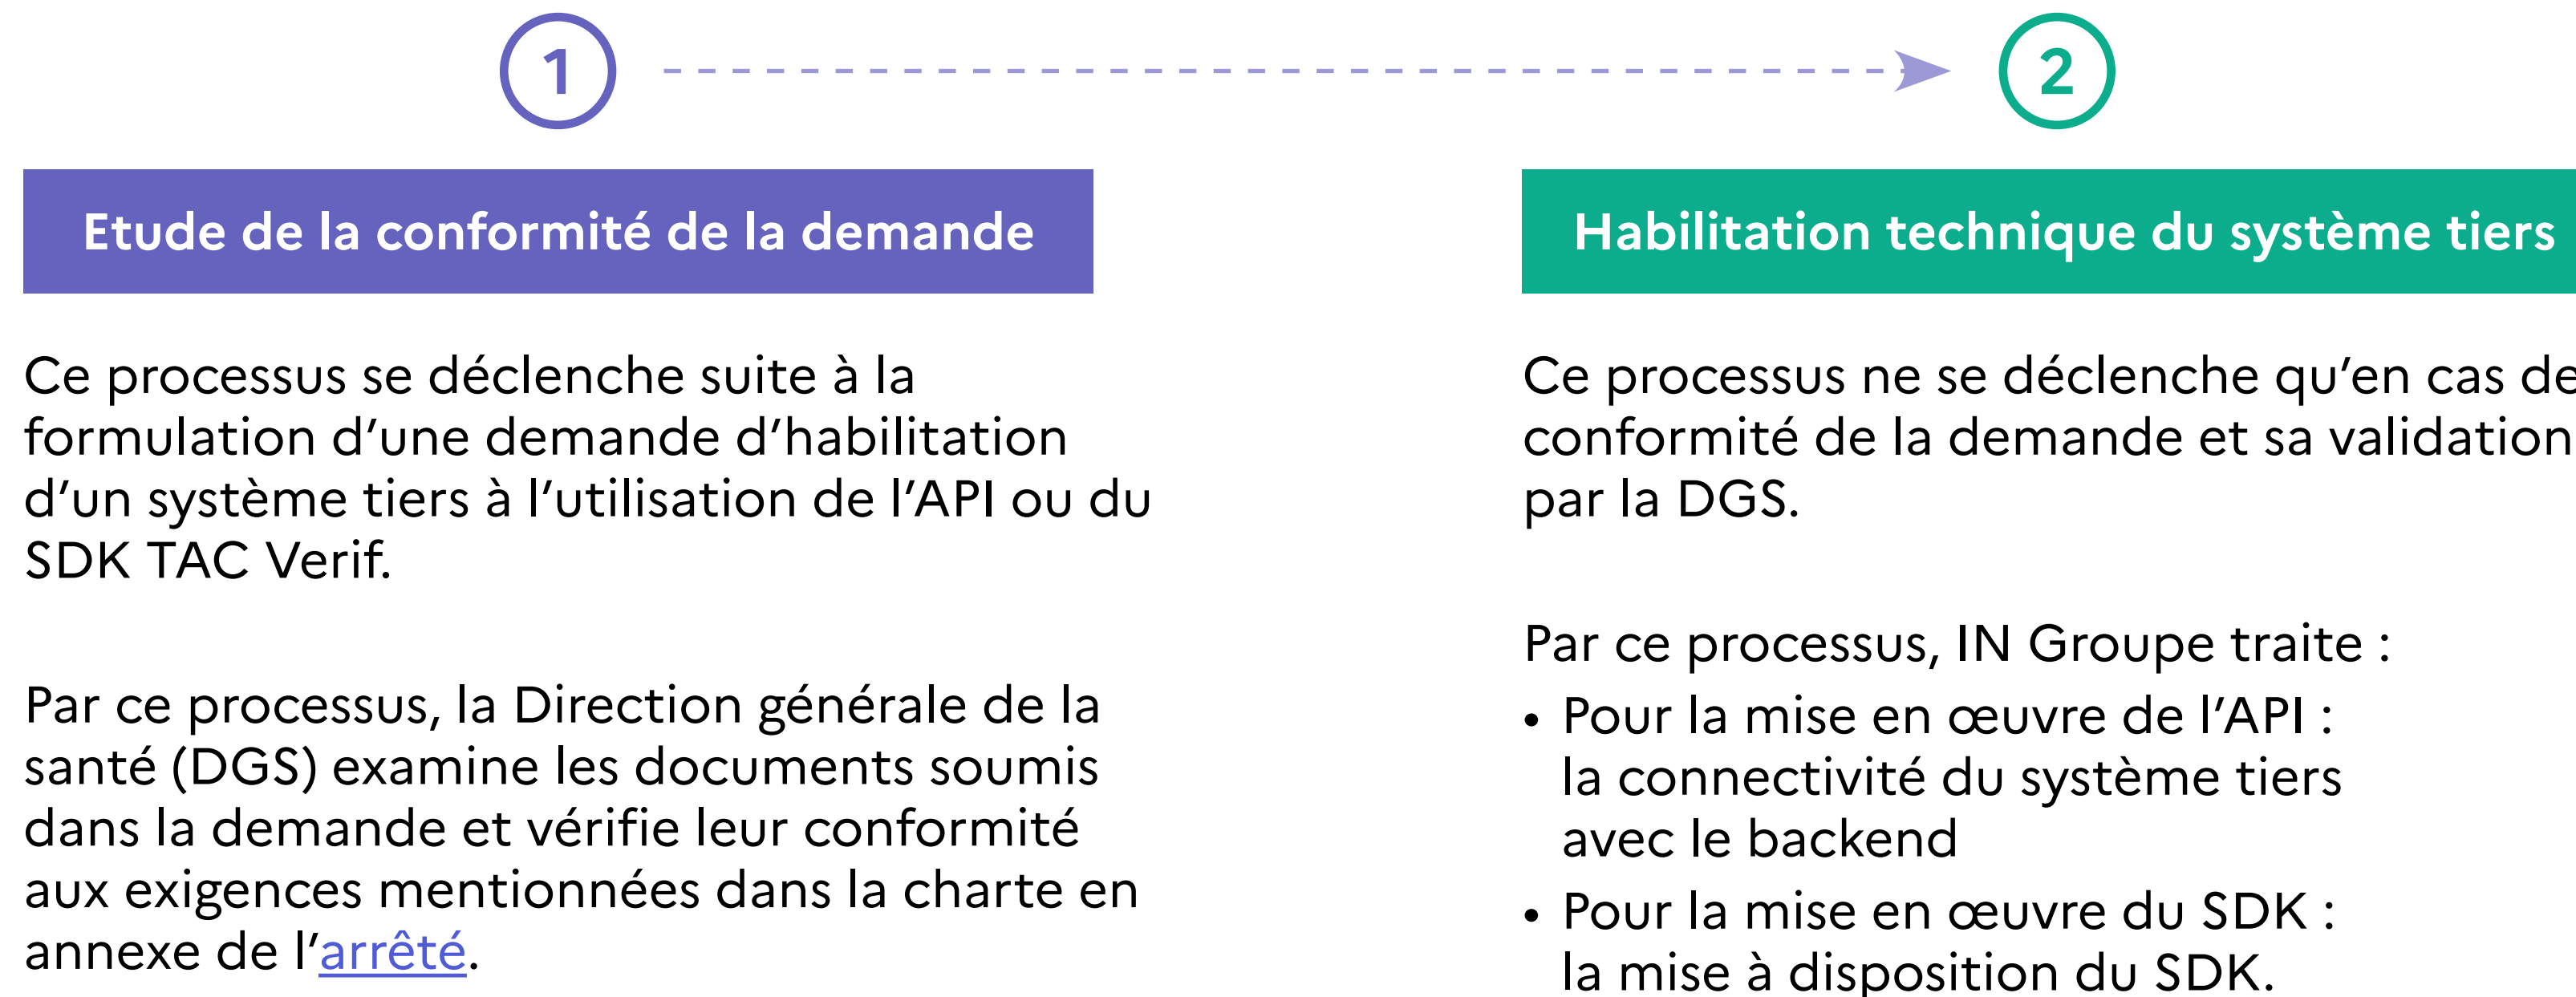 1
2
Etude de la conformité de la demande
Ce processus se déclenche suite à la
formulation d’une demande d’habilitation
d’un système tiers à l’utilisation de l’API ou du
SDK TAC Verif.
Par ce processus, la Direction générale de la
santé (DGS) examine les documents soumis
dans la demande et vérifie leur conformité
aux exigences mentionnées dans la charte en
annexe de l’arrêté.
Habilitation technique du système tiers
Ce processus ne se déclenche qu’en cas de
conformité de la demande et sa validation
par la DGS.
Par ce processus, IN Groupe traite :
• Pour la mise en œuvre de l’API :
la connectivité du système tiers
avec le backend
• Pour la mise en œuvre du SDK :
la mise à disposition du SDK.